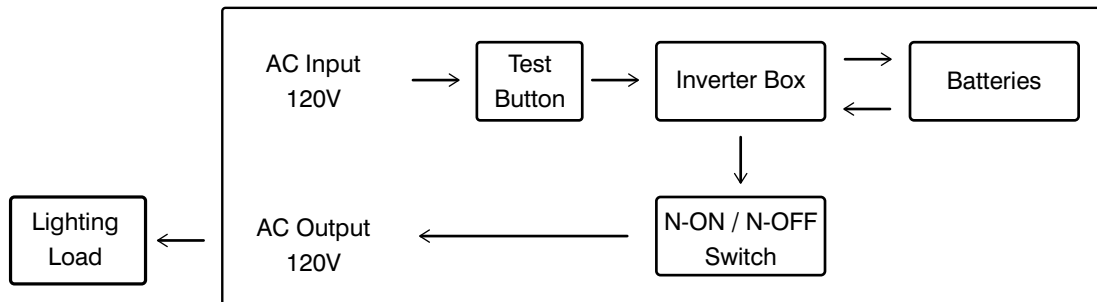 AC Input
120V
Test
Button
Inverter Box
Batteries
Lighting
Load
AC Output
120V
N-ON / N-OFF
Switch